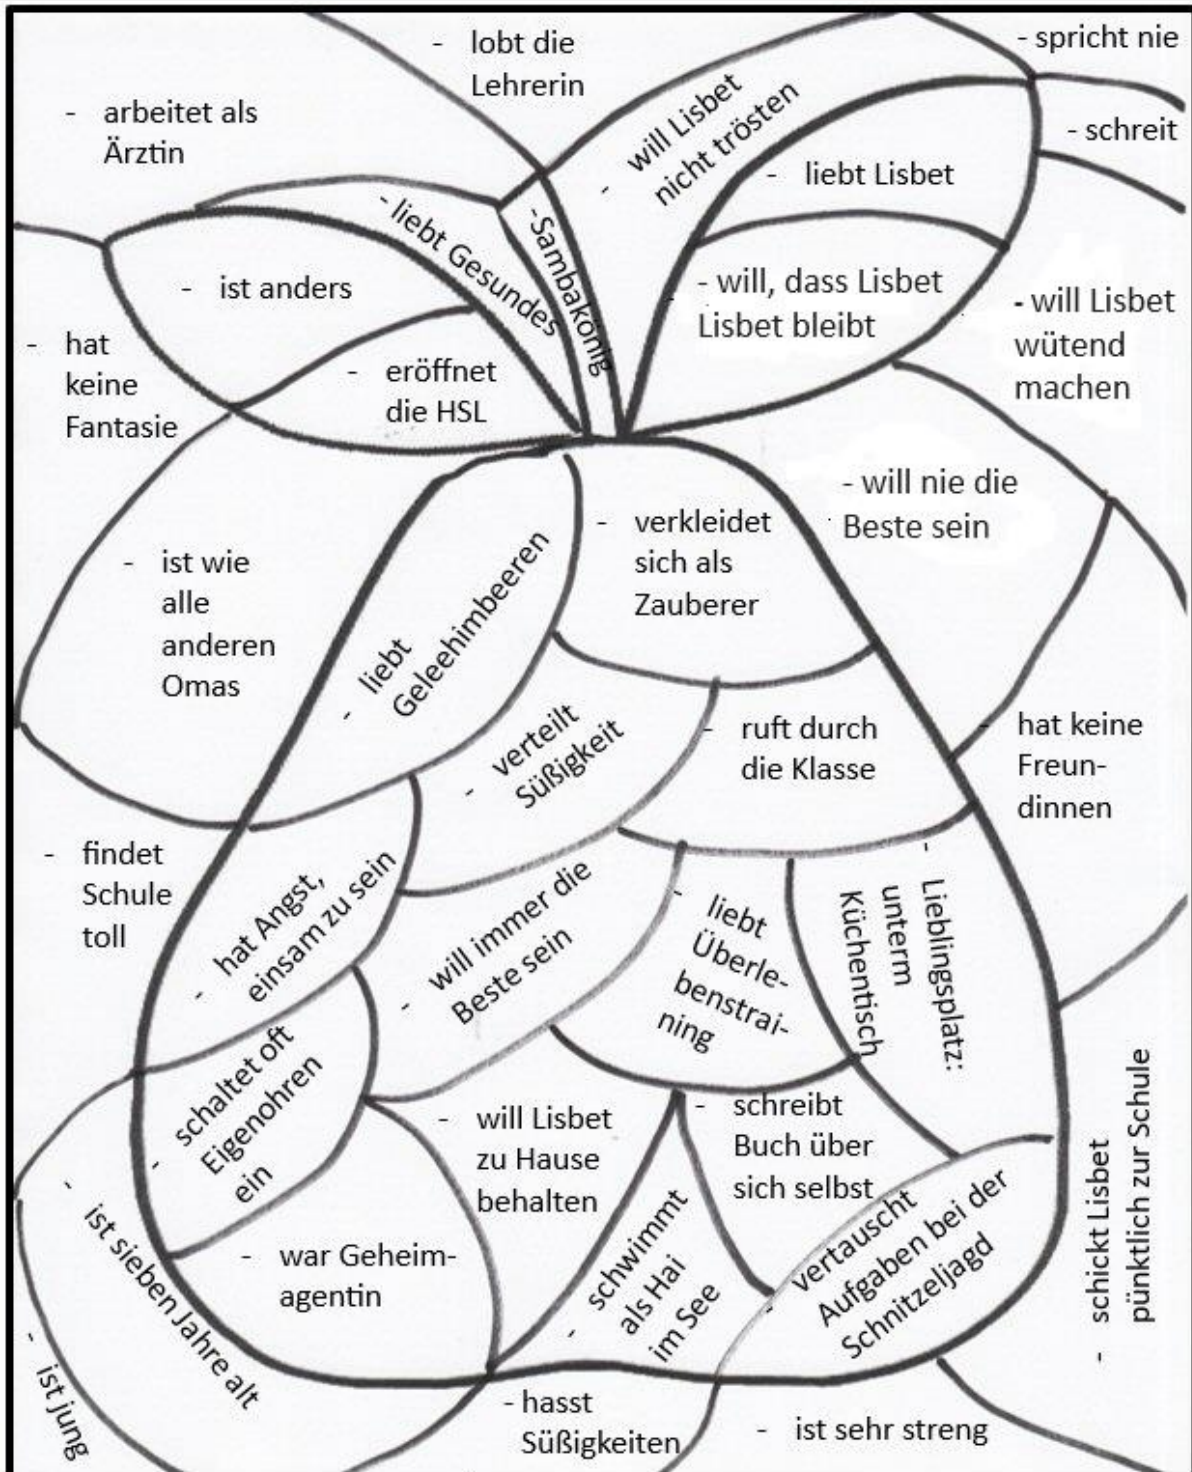 - lobt die
Lehrerin
- spricht nie
- arbeitet als
Ärztin
- will Lisbet
nicht trösten
- schreit
- liebt Lisbet
- liebt Gesundes
-Sambakönig
- ist anders
- will, dass Lisbet
Lisbet bleibt
- will Lisbet
wütend
machen
- hat
keine
Fantasie
- eröffnet
die HSL
- will nie die
Beste sein
- verkleidet
sich als
Zauberer
- ist wie
alle
anderen
Omas
- liebt
Geleehimbeeren
- verteilt
Süßigkeit
- ruft durch
die Klasse
- hat keine
Freun-
dinnen
- findet
Schule
toll
- hat Angst,
einsam zu sein
- will immer die
Beste sein
- liebt
Überle-
benstrai-
ning
- Lieblingsplatz:
unterm
Küchentisch
- schaltet oft
Eigenohren
ein
- will Lisbet
zu Hause
behalten
- schreibt
Buch über
sich selbst
- schickt Lisbet
pünktlich zur Schule
- ist sieben Jahre alt
- war Geheim-
agentin
- schwimmt
als Hai
im See
- vertauscht
Aufgaben bei der
Schnitzeljagd
- ist jung
- hasst
Süßigkeiten
- ist sehr streng